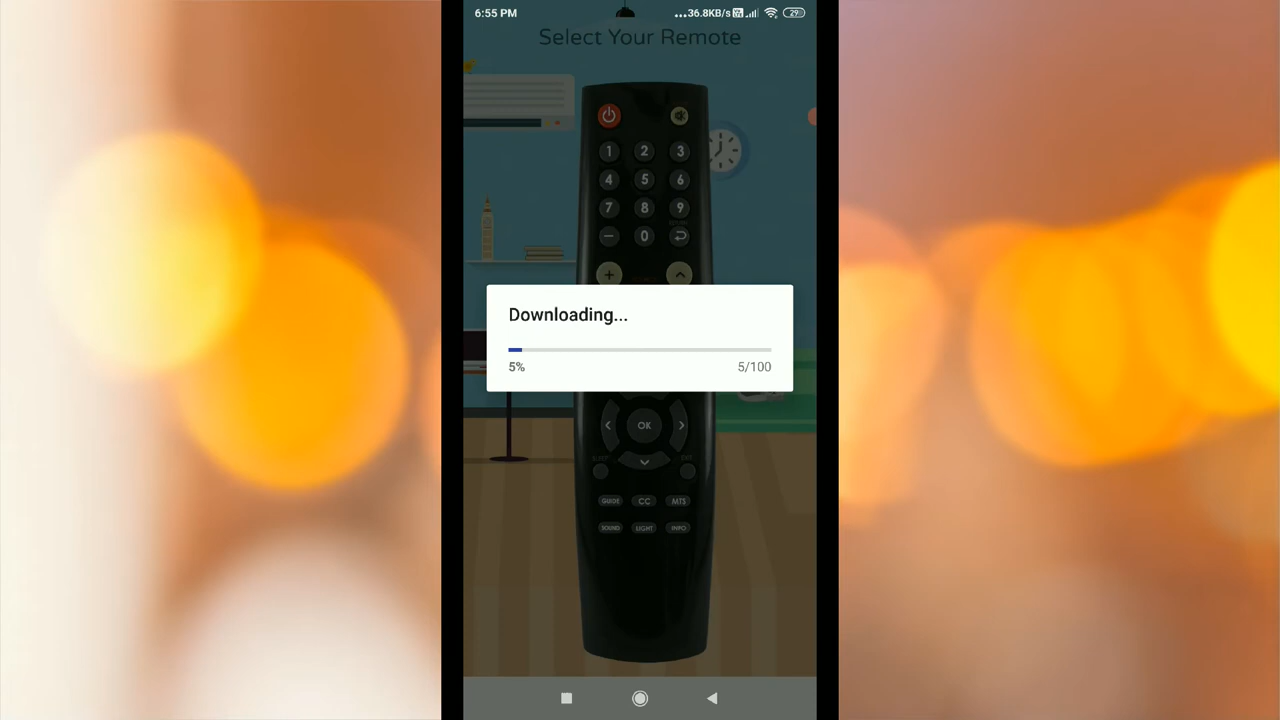 6:55 PM
...36.8KB/s
29
Select Your Remote
1 2 3
4 5 6
7 8 9
0
Downloading...
5% 5/100
OK
GUIDE CC MTS
SOUND LIGHT INFO